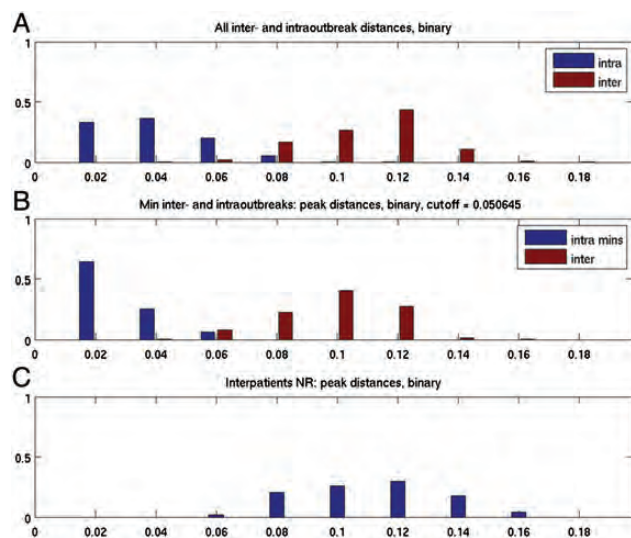 A
All inter- and intraoutbreak distances, binary
1
intra
inter
0.5
0
0 0.02 0.04 0.06 0.08 0.1 0.12 0.14 0.16 0.18
B
Min inter- and intraoutbreaks: peak distances, binary, cutoff = 0.050645
1
intra mins
inter
0.5
0
0 0.02 0.04 0.06 0.08 0.1 0.12 0.14 0.16 0.18
C
Interpatients NR: peak distances, binary
1
0.5
0
0 0.02 0.04 0.06 0.08 0.1 0.12 0.14 0.16 0.18